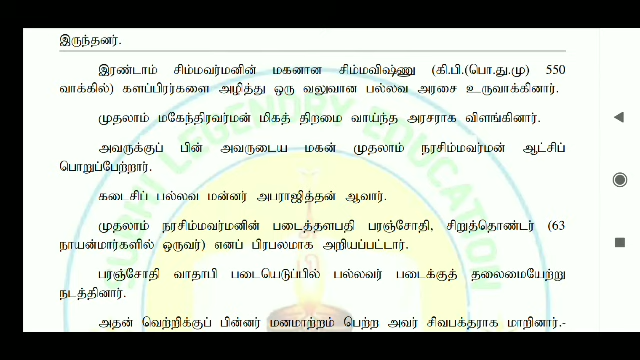 இருந்தனர்.
இரண்டாம் சிம்மவர்மனின் மகனான சிம்மவிஷ்ணு (கி.பி.(பொ.து.மு) 550
வாக்கில்) களப்பிரர்களை அழித்து ஒரு வலுவான பல்லவ அரசை உருவாக்கினார்.
முதலாம் மகேந்திரவர்மன் மிகத் திறமை வாய்ந்த அரசராக விளங்கினார்.
அவருக்குப் பின் அவருடைய மகன் முதலாம் நரசிம்மவர்மன் ஆட்சிப்
பொறுப்பேற்றார்.
கடைசிப் பல்லவ மன்னர் அபராஜித்தன் ஆவார்.
முதலாம் நரசிம்மவர்மனின் படைத்தளபதி பரஞ்சோதி, சிறுத்தொண்டர் (63
நாயன்மார்களில் ஒருவர்) எனப் பிரபலமாக அறியப்பட்டார்.
பரஞ்சோதி வாதாபி படையெடுப்பில் பல்லவர் படைக்குத் தலைமையேற்று
நடத்தினார்.
அதன் வெற்றிக்குப் பின்னர் மனமாற்றம் பெற்ற அவர் சிவபக்தராக மாறினார்.-
LEGENDRY EDUCATION